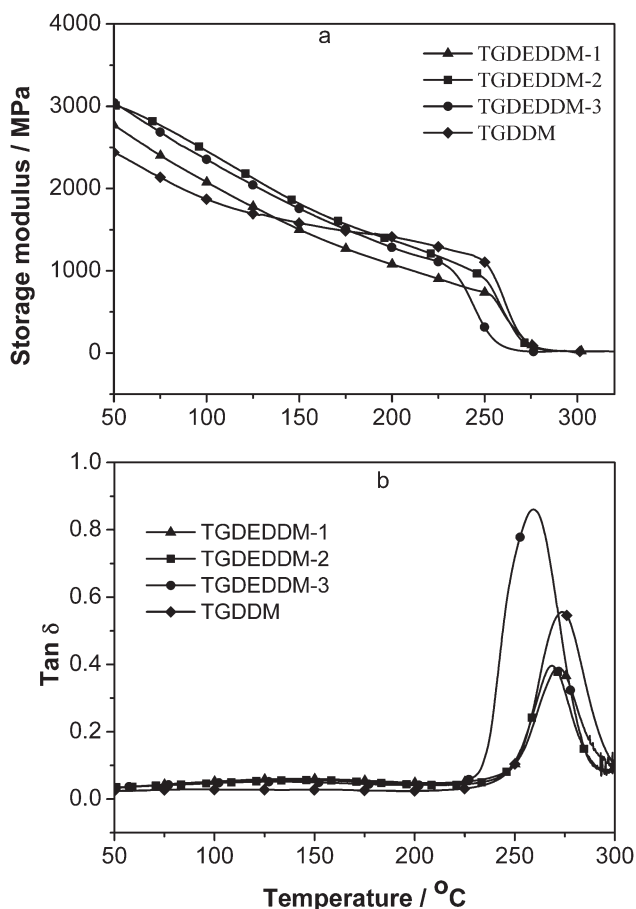 a
4000
3000
2000
1000
0
Storage modulus / MPa
TGDEDDM-1
TGDEDDM-2
TGDEDDM-3
TGDDM
50 100 150 200 250 300
b
1.0
0.8
0.6
0.4
0.2
0.0
Tan δ
TGDEDDM-1
TGDEDDM-2
TGDEDDM-3
TGDDM
50 100 150 200 250 300
Temperature / °C